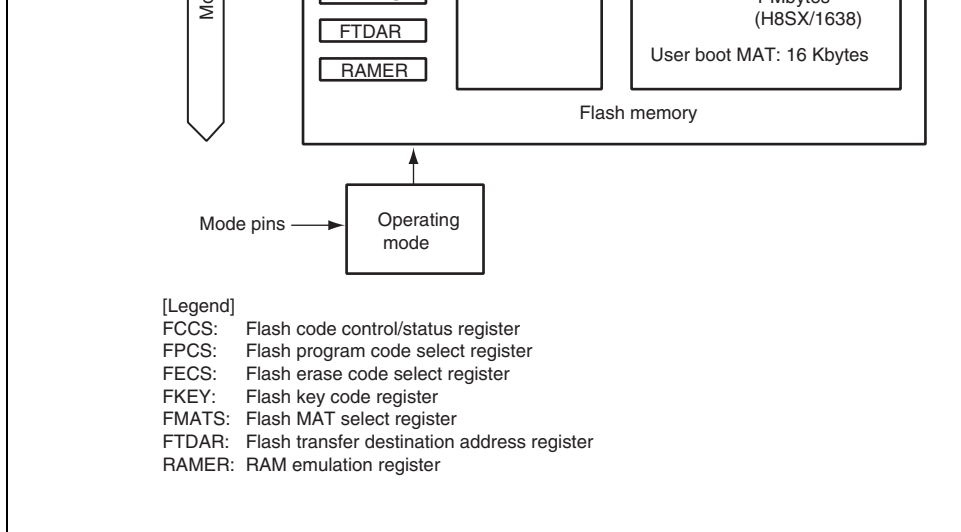 (H8SX/1638)
FTDAR
User boot MAT: 16 Kbytes
RAMER
Flash memory
Mode pins
Operating
mode
[Legend]
FCCS: Flash code control/status register
FPCS: Flash program code select register
FECS: Flash erase code select register
FKEY: Flash key code register
FMATS: Flash MAT select register
FTDAR: Flash transfer destination address register
RAMER: RAM emulation register